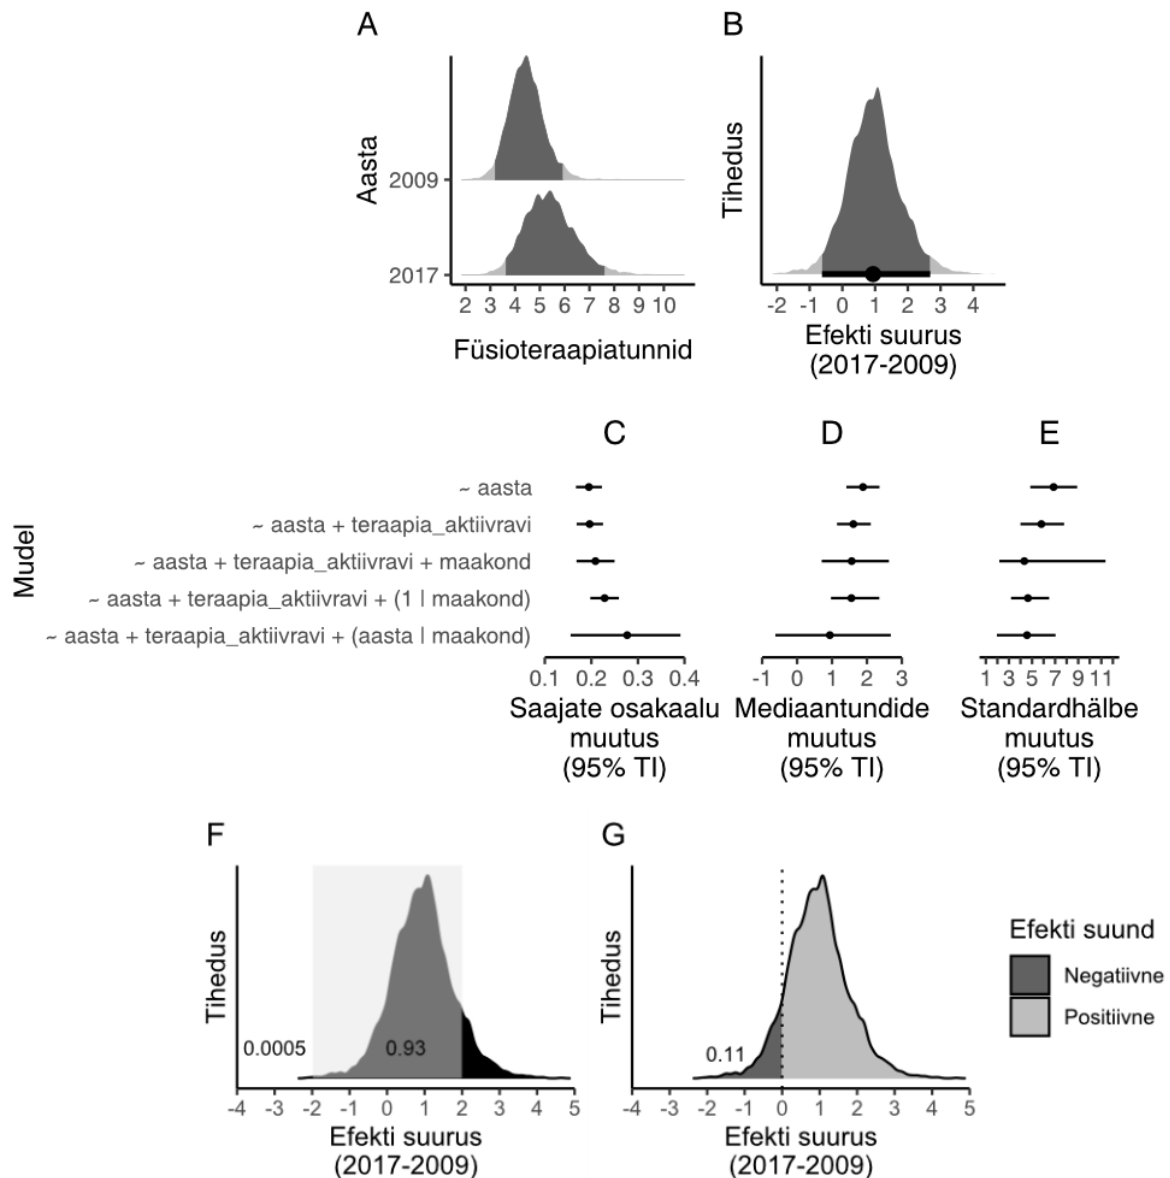 A
B
Aasta
2009
2017
2 3 4 5 6 7 8 9 10
Füsioteraapiatunnid
Tihedus
-2 -1 0 1 2 3 4
Efekti suurus
(2017-2009)
C
D
E
Mudel
~ aasta
~ aasta + teraapia_aktiivravi
~ aasta + teraapia_aktiivravi + maakond
~ aasta + teraapia_aktiivravi + (1 | maakond)
~ aasta + teraapia_aktiivravi + (aasta | maakond)
0.1 0.2 0.3 0.4
Saajate osakaalu
muutus
(95% TI)
-1 0 1 2 3
Mediaantundide
muutus
(95% TI)
1 3 5 7 9 11
Standardhälbe
muutus
(95% TI)
F
Tihedus
0.0005
0.93
-4 -3 -2 -1 0 1 2 3 4 5
Efekti suurus
(2017-2009)
G
Tihedus
0.11
-4 -3 -2 -1 0 1 2 3 4 5
Efekti suurus
(2017-2009)
Efekti suund
Negatiivne
Positiivne